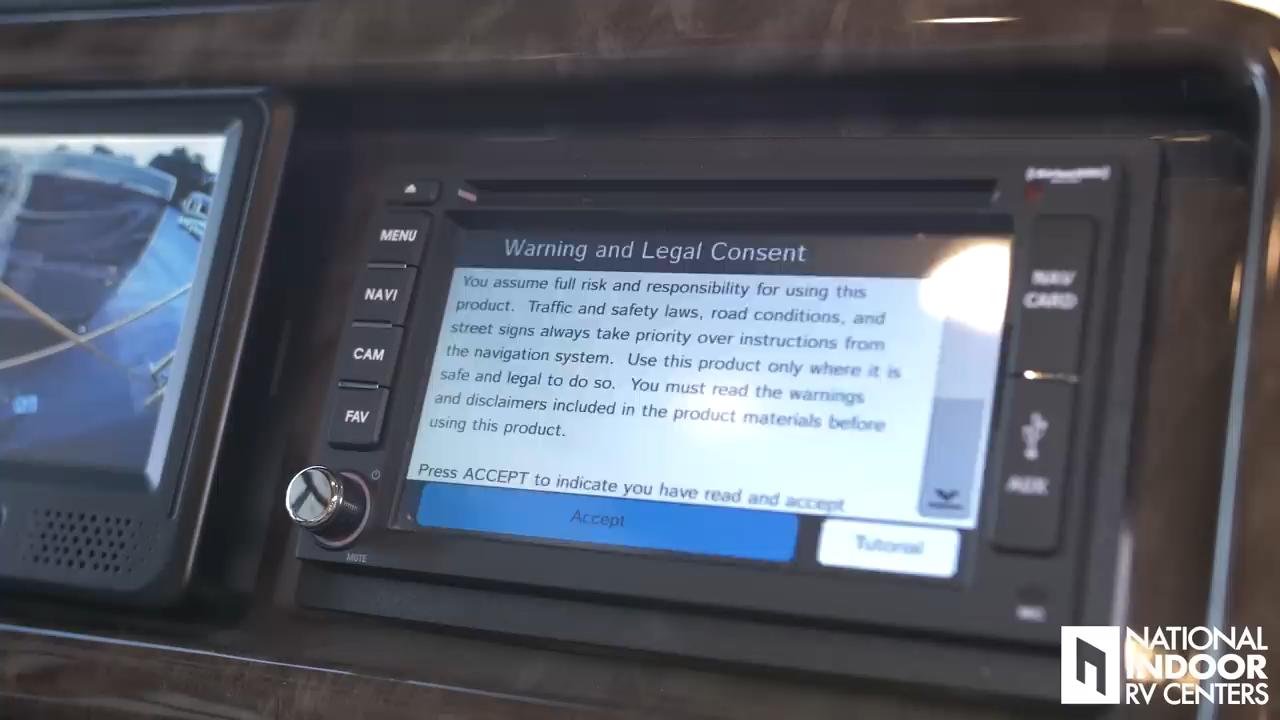 MENU
NAVI
CAM
FAV
MUTE
Warning and Legal Consent
You assume full risk and responsibility for using this
product. Traffic and safety laws, road conditions, and
street signs always take priority over instructions from
the navigation system. Use this product only where it is
safe and legal to do so. You must read the warnings
and disclaimers included in the product materials before
using this product.
Press ACCEPT to indicate you have read and accept
Accept
Tutorial
NAV
CARD
AUX
NATIONAL
INDOOR
RV CENTERS